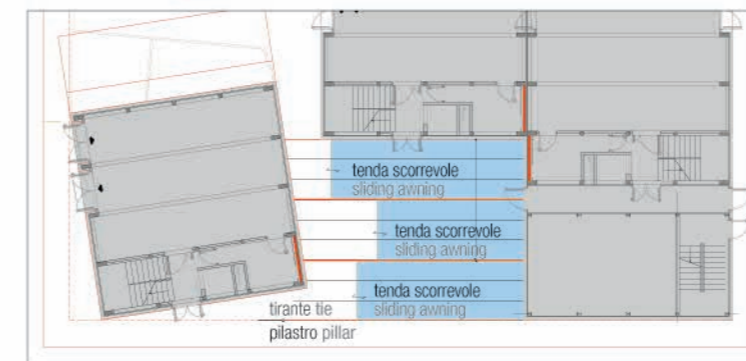 tenda scorrevole
sliding awning
tenda scorrevole
sliding awning
tenda scorrevole
sliding awning
tirante tie
pilastro pillar